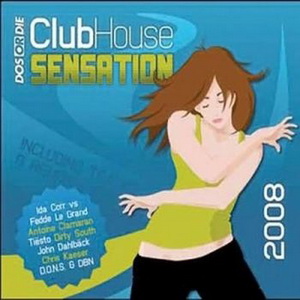 DOS OR DIE
ClubHouse
SENSATION
INCLUDING
Ida Corr vs
Fedde Le Grand
Antoine Clamaran
Tiësto Dirty South
John Dahlbäck
Chris Kaeser
D.O.N.S. & DBN
2008